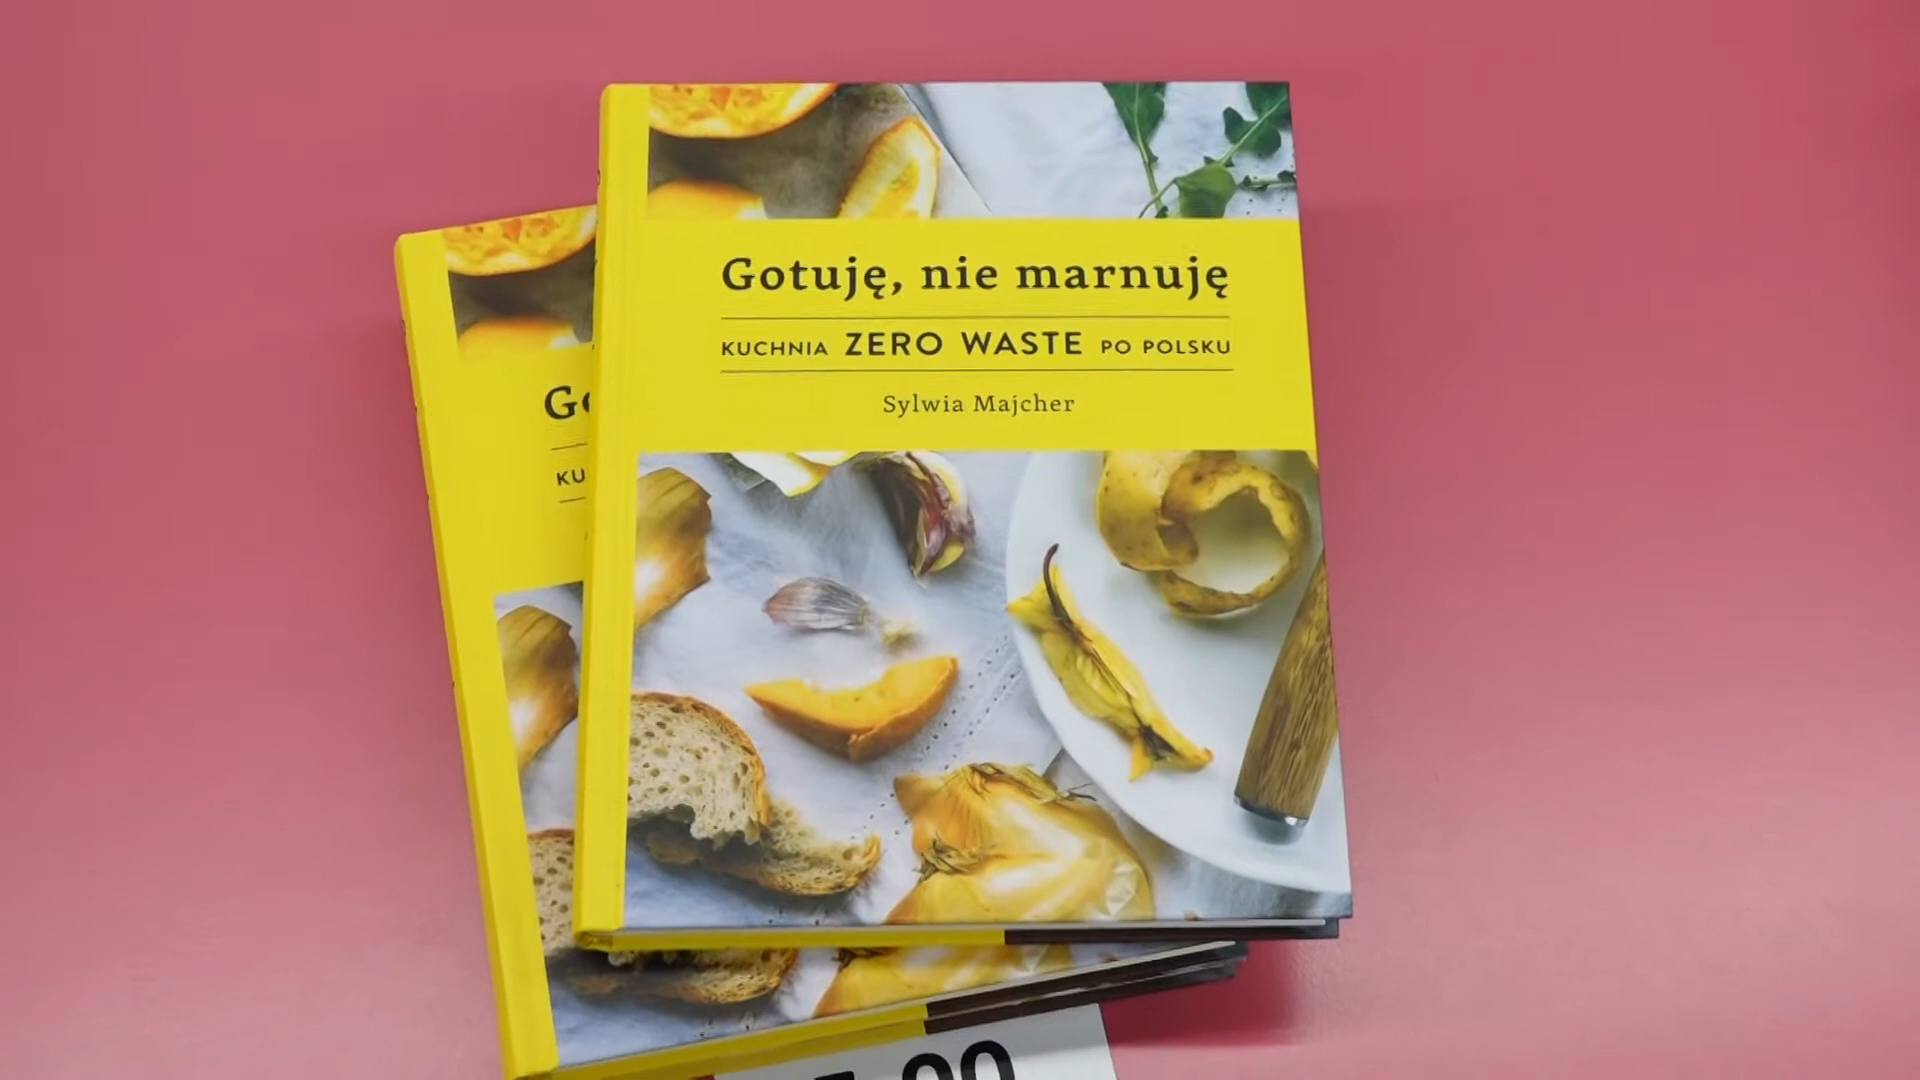 Gotuję, nie marnuję
KUCHNIA ZERO WASTE PO POLSKU
Sylwia Majcher